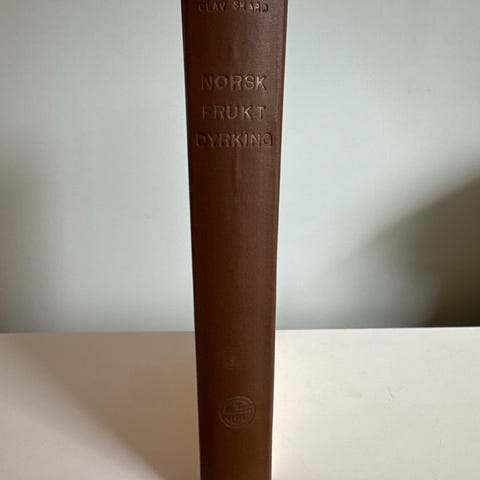 OLAV SKARD
NORSK
FRUKT
DYRKING